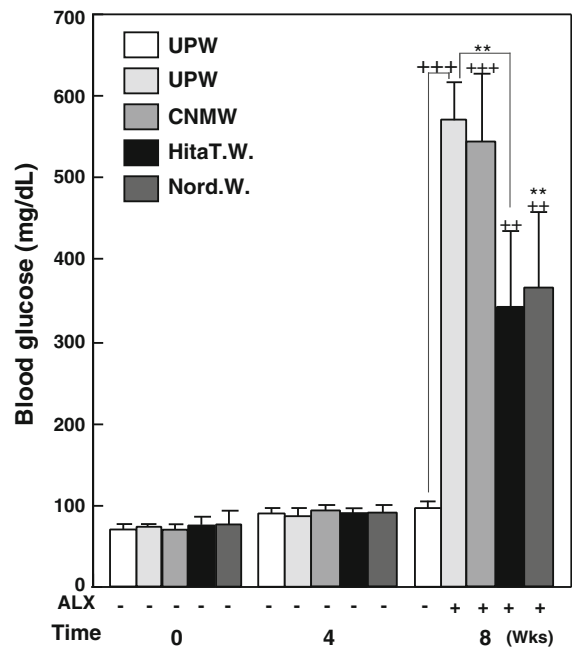 700
600
500
400
300
200
100
0
Blood glucose (mg/dL)
UPW
UPW
CNMW
HitaT.W.
Nord.W.
+++
**
+++
++
**
++
ALX - - - - - - - - - - - + + + +
Time 0 4 8 (Wks)